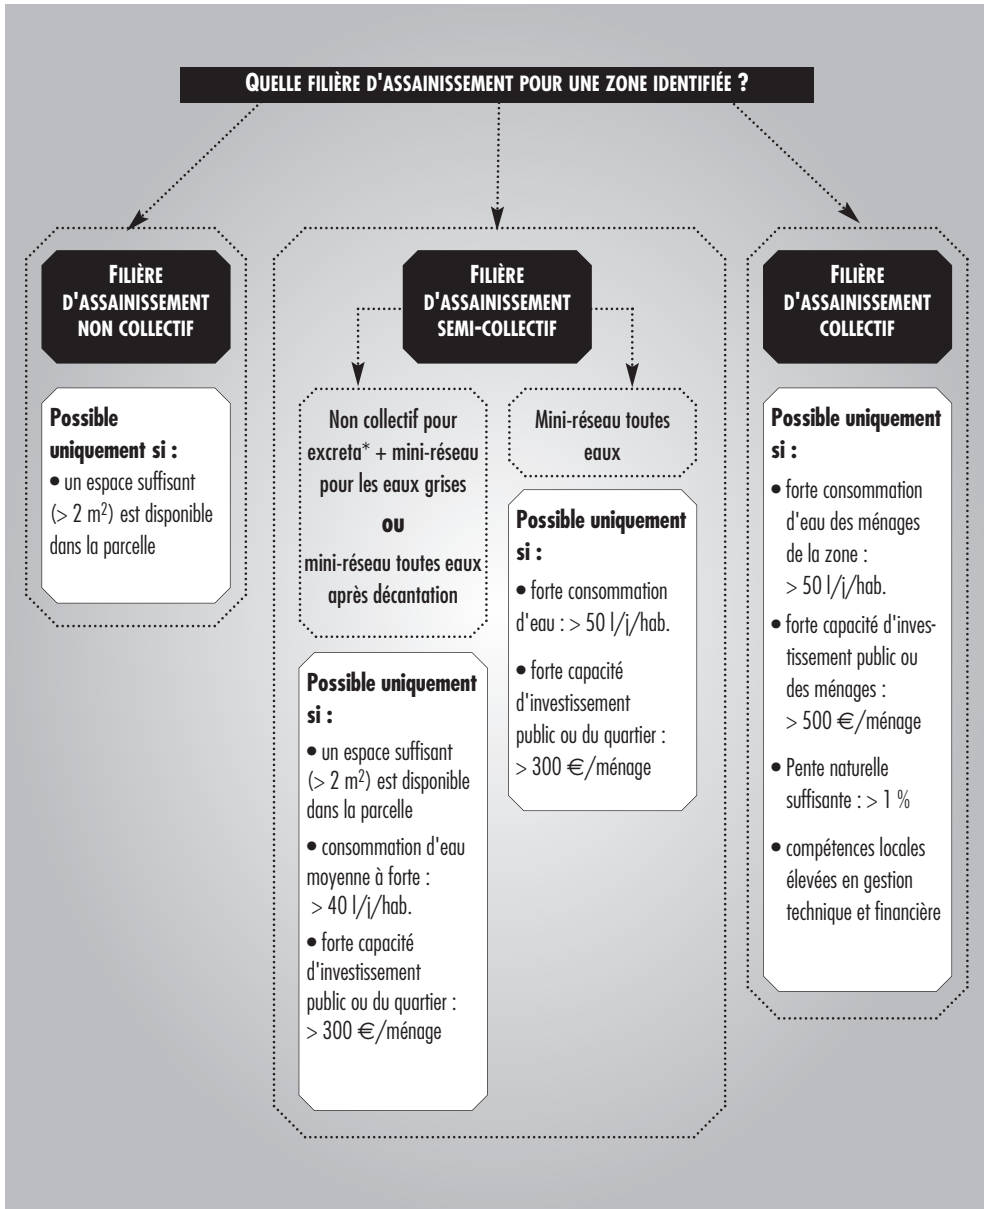 QUELLE FILIÈRE D'ASSAINISSEMENT POUR UNE ZONE IDENTIFIÉE ?
FILIÈRE
D'ASSAINISSEMENT
NON COLLECTIF
Possible
uniquement si :
• un espace suffisant
(> 2 m²) est disponible
dans la parcelle
FILIÈRE
D'ASSAINISSEMENT
SEMI-COLLECTIF
Non collectif pour
excreta* + mini-réseau
pour les eaux grises
ou
mini-réseau toutes eaux
après décantation
Possible uniquement
si :
• un espace suffisant
(> 2 m²) est disponible
dans la parcelle
• consommation d'eau
moyenne à forte :
> 40 l/j/hab.
• forte capacité
d'investissement
public ou du quartier :
> 300 €/ménage
Mini-réseau toutes
eaux
Possible uniquement
si :
• forte consommation
d'eau : > 50 l/j/hab.
• forte capacité
d'investissement
public ou du quartier :
> 300 €/ménage
FILIÈRE
D'ASSAINISSEMENT
COLLECTIF
Possible uniquement
si :
• forte consommation
d'eau des ménages
de la zone :
> 50 l/j/hab.
• forte capacité d'inves-
tissement public ou
des ménages :
> 500 €/ménage
• Pente naturelle
suffisante : > 1 %
• compétences locales
élevées en gestion
technique et financière